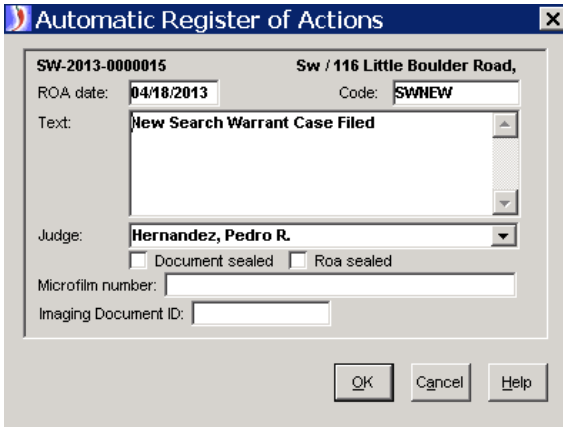 Automatic Register of Actions
SW-2013-0000015 Sw / 116 Little Boulder Road,
ROA date: 04/18/2013 Code: SWNEW
Text: New Search Warrant Case Filed
Judge: Hernandez, Pedro R.
Document sealed Roa sealed
Microfilm number:
Imaging Document ID:
OK Cancel Help